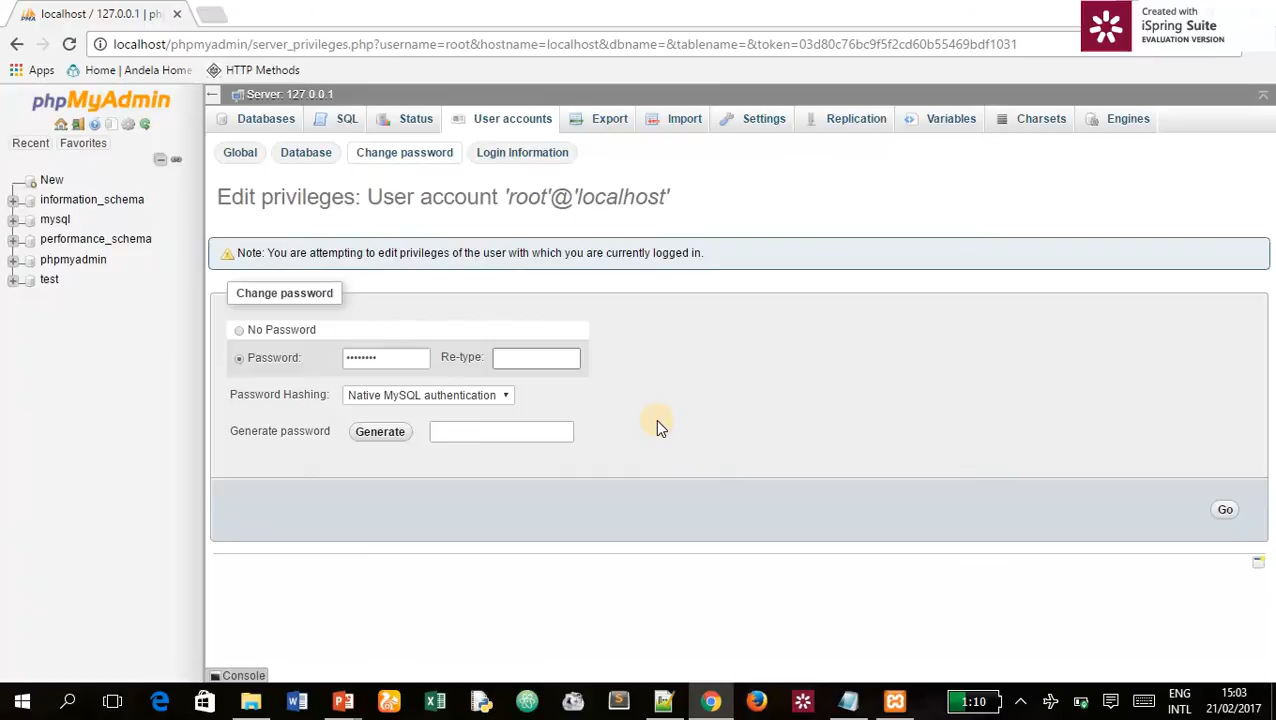 localhost / 127.0.0.1 | ph
Created with
iSpring Suite
EVALUATION VERSION
localhost/phpmyadmin/server_privileges.php?u
=root&
name=localhost&dbname=&tablename=&token=03d80c76bc9f5f2cd60b55469bdf1031
Apps
Home | Andela Home
HTTP Methods
phpMyAdmin
Recent
Favorites
New
information_schema
mysql
performance_schema
phpmyadmin
test
Server: 127.0.0.1
Databases
SQL
Status
User accounts
Export
Import
Settings
Replication
Variables
Charsets
Engines
Global
Database
Change password
Login Information
Edit privileges: User account 'root'@'localhost'
Note: You are attempting to edit privileges of the user with which you are currently logged in.
Change password
No Password
Password:
••••••••
Re-type:
Password Hashing:
Native MySQL authentication
Generate password
Generate
Go
Console
1:10
ENG
INTL
15:03
21/02/2017